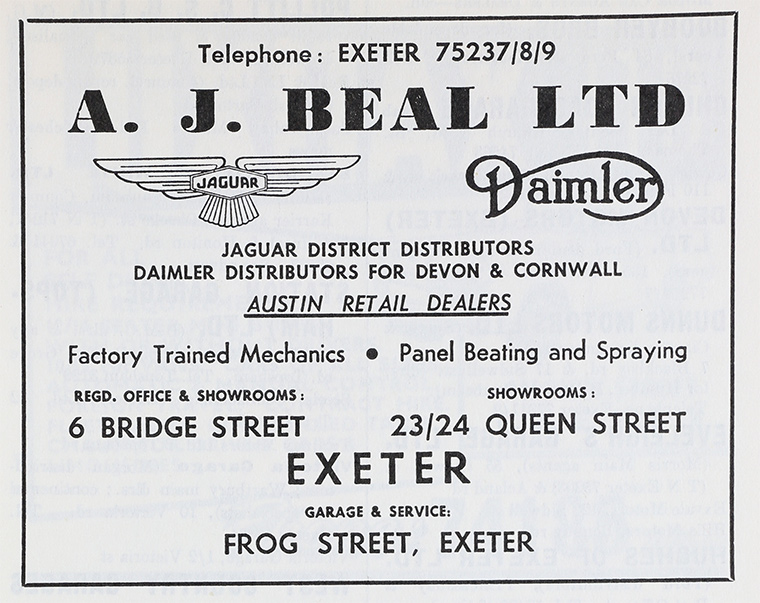 Telephone: EXETER 75237/8/9
A. J. BEAL LTD
JAGUAR
Daimler
JAGUAR DISTRICT DISTRIBUTORS
DAIMLER DISTRIBUTORS FOR DEVON & CORNWALL
AUSTIN RETAIL DEALERS
Factory Trained Mechanics • Panel Beating and Spraying
REGD. OFFICE & SHOWROOMS:
6 BRIDGE STREET
SHOWROOMS:
23/24 QUEEN STREET
EXETER
GARAGE & SERVICE:
FROG STREET, EXETER